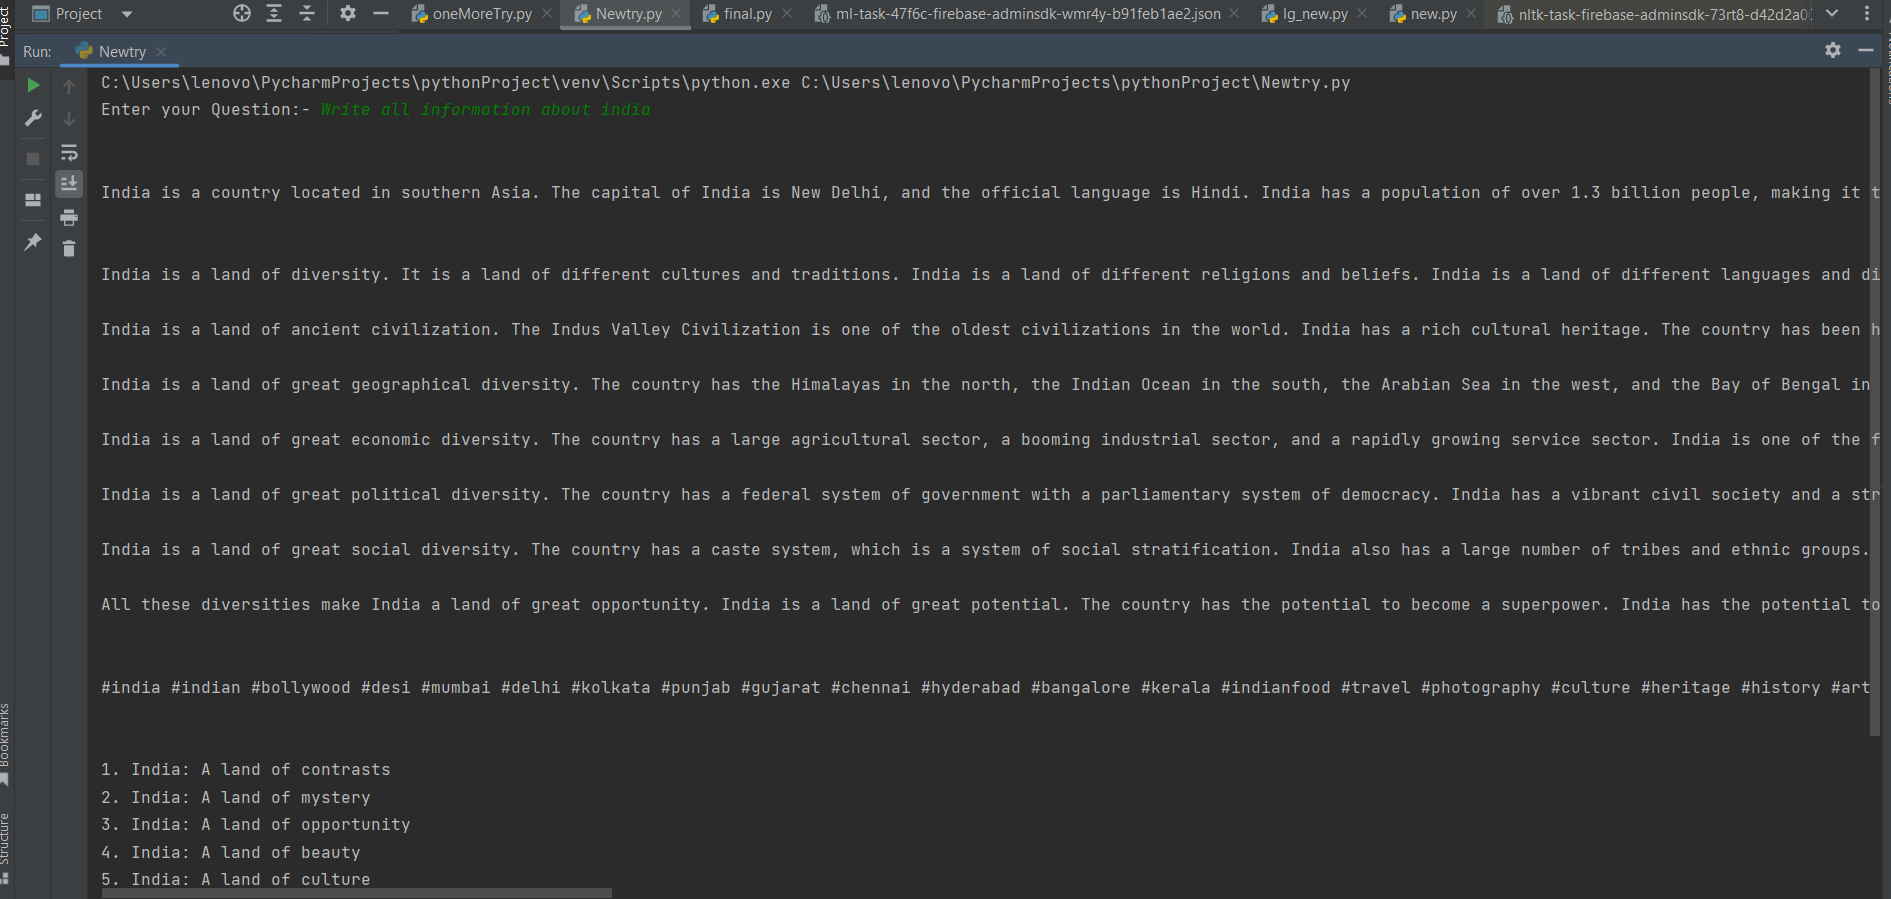 Project
oneMoreTry.py
Newtry.py
final.py
ml-task-47f6c-firebase-adminsdk-wmr4y-b91feb1ae2.json
lg_new.py
new.py
nltk-task-firebase-adminsdk-73rt8-d42d2a0
Project
Run:
Newtry
C:\Users\lenovo\PycharmProjects\pythonProject\venv\Scripts\python.exe C:\Users\lenovo\PycharmProjects\pythonProject\Newtry.py
Enter your Question:- Write all information about india
India is a country located in southern Asia. The capital of India is New Delhi, and the official language is Hindi. India has a population of over 1.3 billion people, making it t
India is a land of diversity. It is a land of different cultures and traditions. India is a land of different religions and beliefs. India is a land of different languages and di
India is a land of ancient civilization. The Indus Valley Civilization is one of the oldest civilizations in the world. India has a rich cultural heritage. The country has been h
India is a land of great geographical diversity. The country has the Himalayas in the north, the Indian Ocean in the south, the Arabian Sea in the west, and the Bay of Bengal in
India is a land of great economic diversity. The country has a large agricultural sector, a booming industrial sector, and a rapidly growing service sector. India is one of the f
India is a land of great political diversity. The country has a federal system of government with a parliamentary system of democracy. India has a vibrant civil society and a str
India is a land of great social diversity. The country has a caste system, which is a system of social stratification. India also has a large number of tribes and ethnic groups.
All these diversities make India a land of great opportunity. India is a land of great potential. The country has the potential to become a superpower. India has the potential to
#india #indian #bollywood #desi #mumbai #delhi #kolkata #punjab #gujarat #chennai #hyderabad #bangalore #kerala #indianfood #travel #photography #culture #heritage #history #art
1. India: A land of contrasts
2. India: A land of mystery
3. India: A land of opportunity
4. India: A land of beauty
5. India: A land of culture
Bookmarks
Structure